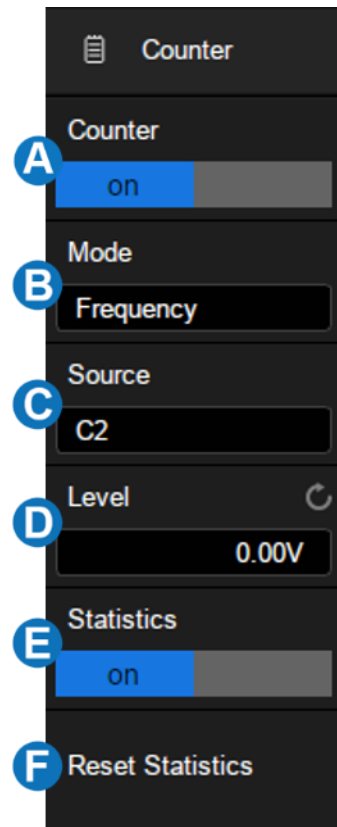 Counter
Counter
A
on
Mode
B
Frequency
Source
C
C2
Level
D
0.00V
Statistics
E
on
F Reset Statistics